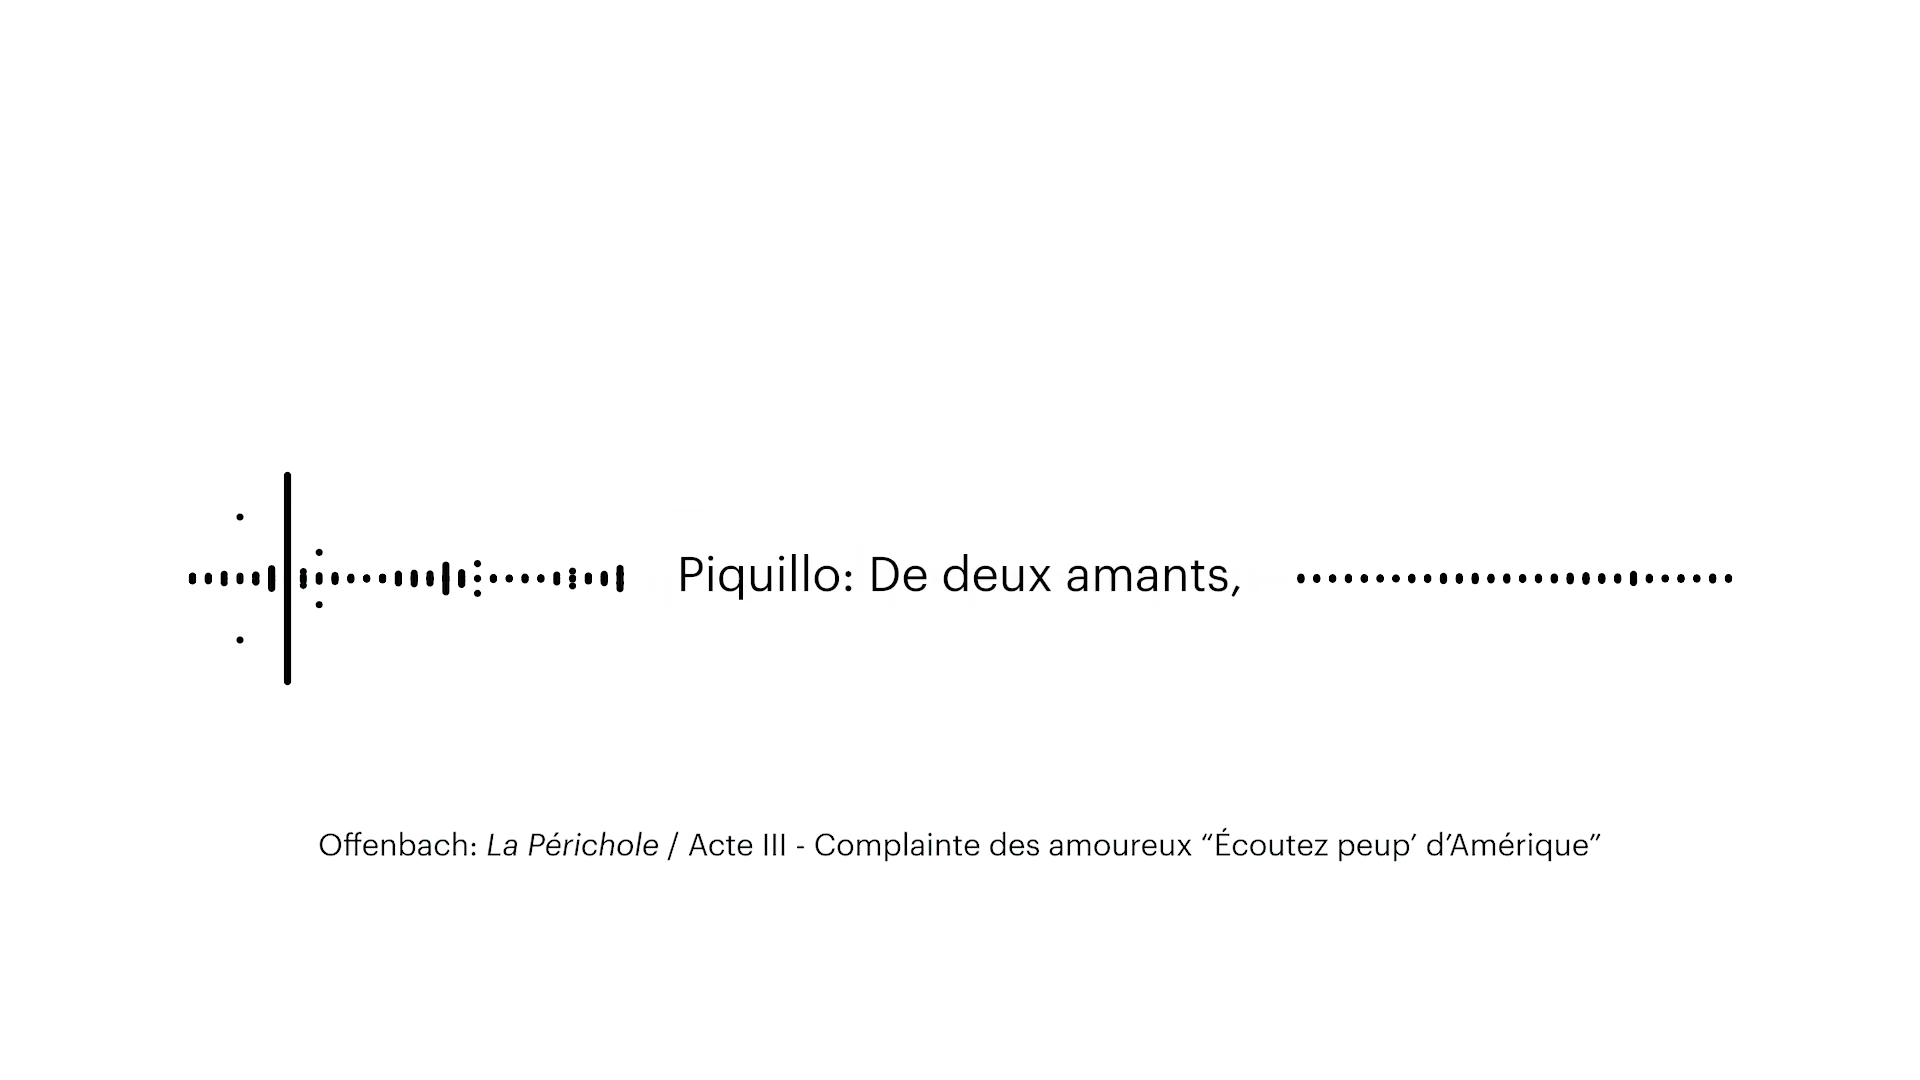 Piquillo: De deux amants,
Offenbach: La Périchole / Acte III - Complainte des amoureux “Écoutez peup’ d’Amérique”